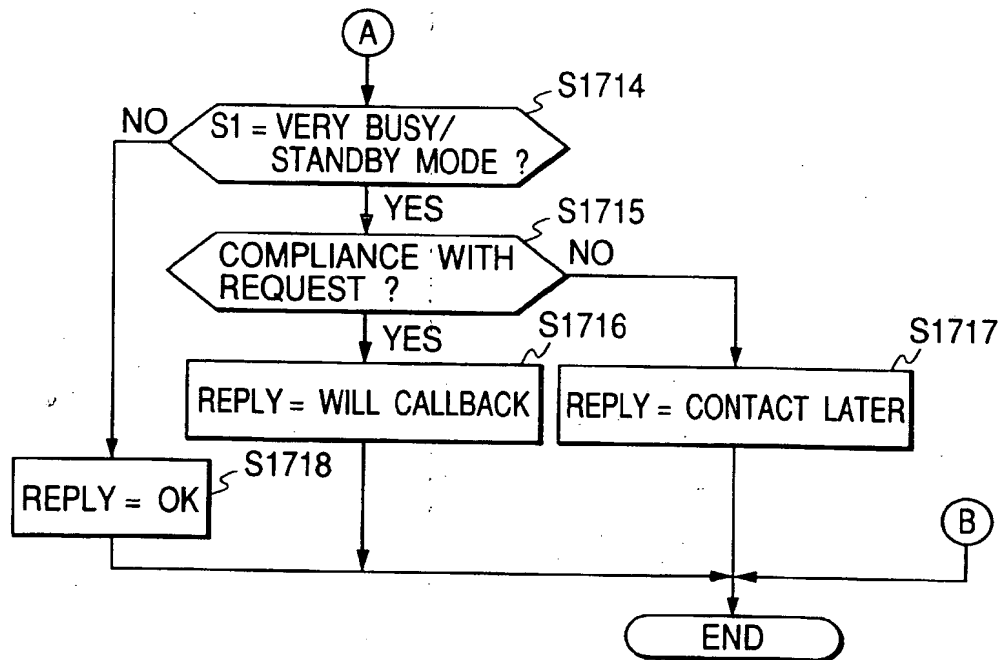 A
S1714
NO
S1 = VERY BUSY/
STANDBY MODE ?
YES
S1715
COMPLIANCE WITH
REQUEST ?
NO
YES
S1716
S1717
REPLY = WILL CALLBACK
REPLY = CONTACT LATER
S1718
REPLY = OK
B
END